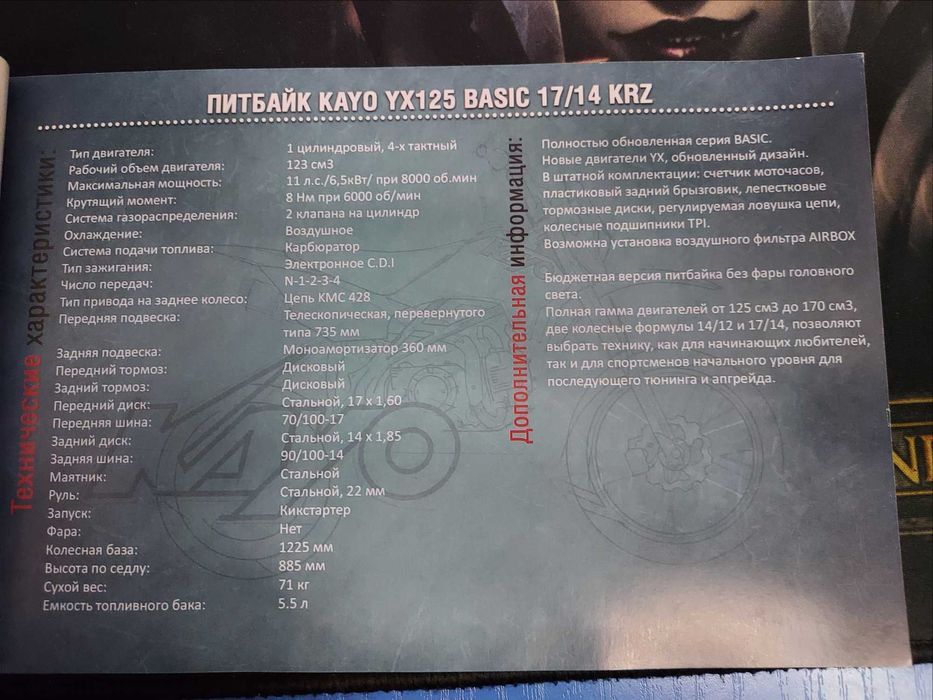 ПИТБАЙК KAYO YX125 BASIC 17/14 KRZ
Технические характеристики:
Тип двигателя: 1 цилиндровый, 4-х тактный
Рабочий объем двигателя: 123 см3
Максимальная мощность: 11 л.с./6,5кВт/ при 8000 об.мин
Крутящий момент: 8 Нм при 6000 об/мин
Система газораспределения: 2 клапана на цилиндр
Охлаждение: Воздушное
Система подачи топлива: Карбюратор
Тип зажигания: Электронное C.D.I
Число передач: N-1-2-3-4
Тип привода на заднее колесо: Цепь KMC 428
Передняя подвеска: Телескопическая, перевернутого
типа 735 мм
Задняя подвеска: Моноамортизатор 360 мм
Передний тормоз: Дисковый
Задний тормоз: Дисковый
Передний диск: Стальной, 17 x 1,60
Передняя шина: 70/100-17
Задний диск: Стальной, 14 x 1,85
Задняя шина: 90/100-14
Маятник: Стальной
Руль: Стальной, 22 мм
Запуск: Кикстартер
Фара: Нет
Колесная база: 1225 мм
Высота по седлу: 885 мм
Сухой вес: 71 кг
Емкость топливного бака: 5.5 л
Дополнительная информация:
Полностью обновленная серия BASIC.
Новые двигатели YX, обновленный дизайн.
В штатной комплектации: счетчик моточасов,
пластиковый задний брызговик, лепестковые
тормозные диски, регулируемая ловушка цепи,
колесные подшипники TPI.
Возможна установка воздушного фильтра AIRBOX
Бюджетная версия питбайка без фары головного
света.
Полная гамма двигателей от 125 см3 до 170 см3,
две колесные формулы 14/12 и 17/14, позволяют
выбрать технику, как для начинающих любителей,
так и для спортсменов начального уровня для
последующего тюнинга и апгрейда.
KAYO